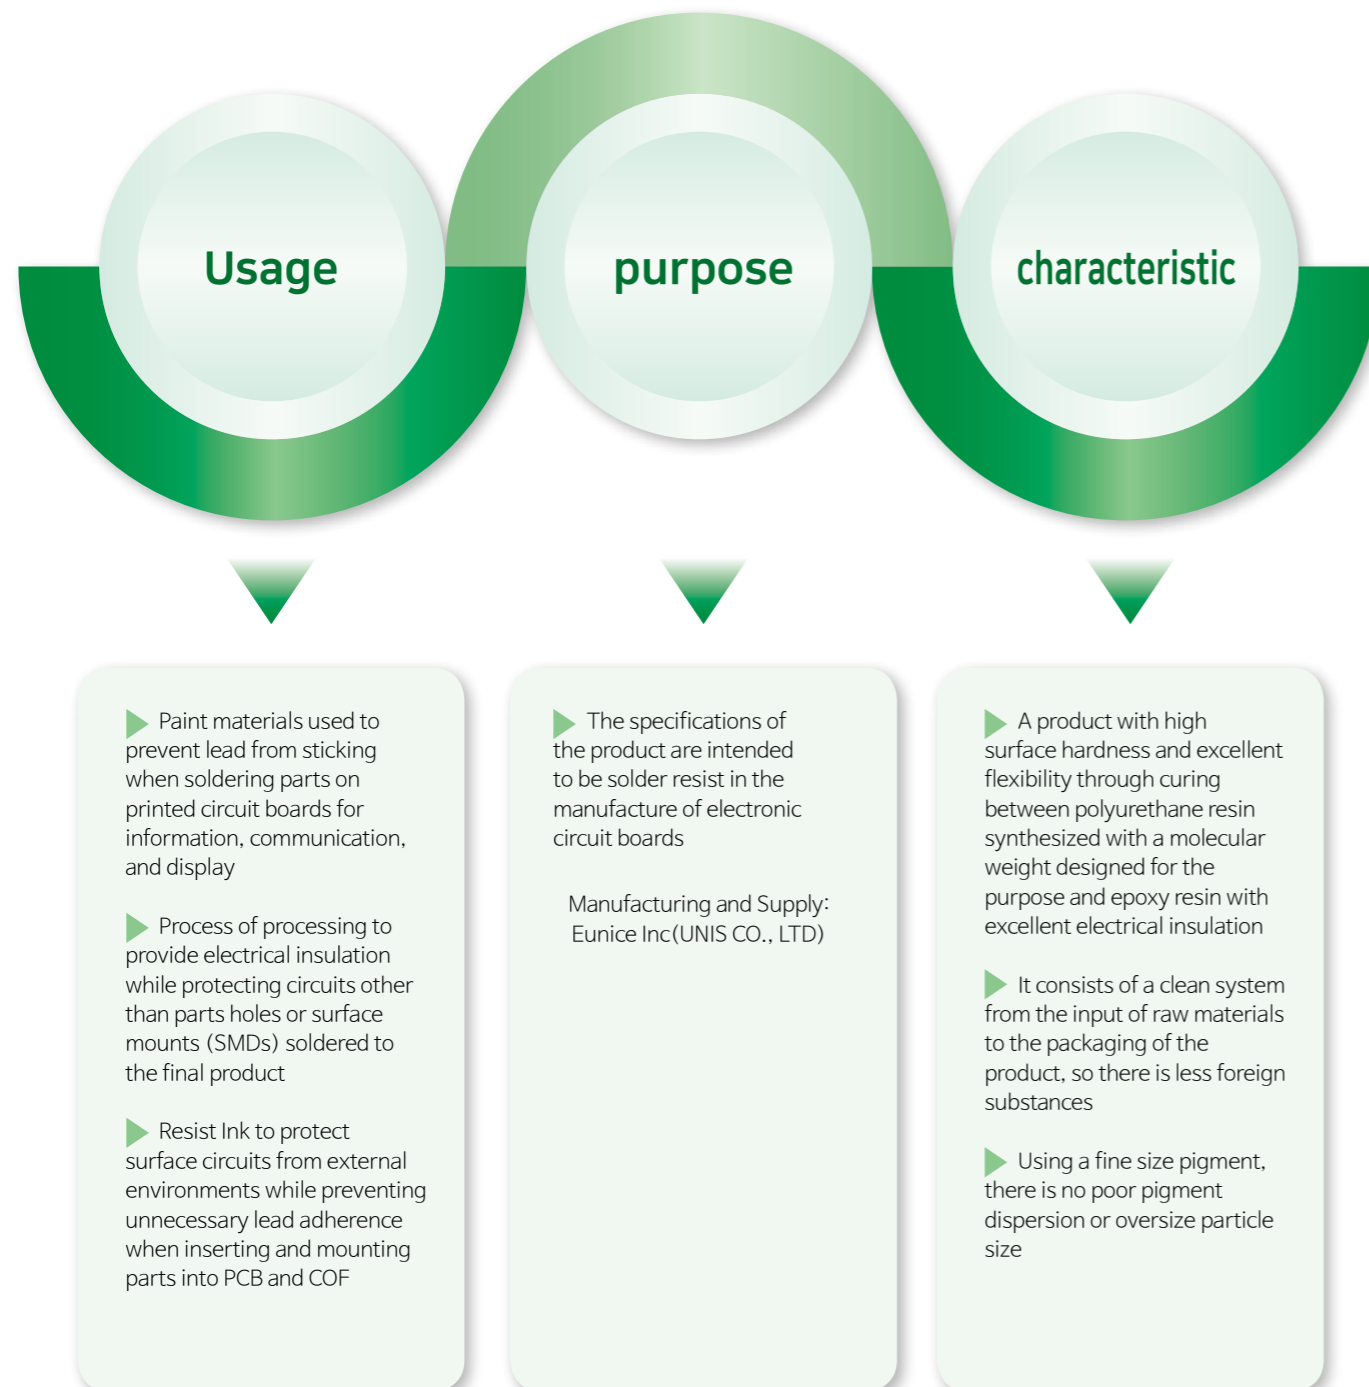 Usage
purpose
characteristic
Paint materials used to
prevent lead from sticking
when soldering parts on
printed circuit boards for
information, communication,
and display
Process of processing to
provide electrical insulation
while protecting circuits other
than parts holes or surface
mounts (SMDs) soldered to
the final product
Resist Ink to protect
surface circuits from external
environments while preventing
unnecessary lead adherence
when inserting and mounting
parts into PCB and COF
The specifications of
the product are intended
to be solder resist in the
manufacture of electronic
circuit boards
Manufacturing and Supply:
Eunice Inc(UNIS CO., LTD)
A product with high
surface hardness and excellent
flexibility through curing
between polyurethane resin
synthesized with a molecular
weight designed for the
purpose and epoxy resin with
excellent electrical insulation
It consists of a clean system
from the input of raw materials
to the packaging of the
product, so there is less foreign
substances
Using a fine size pigment,
there is no poor pigment
dispersion or oversize particle
size